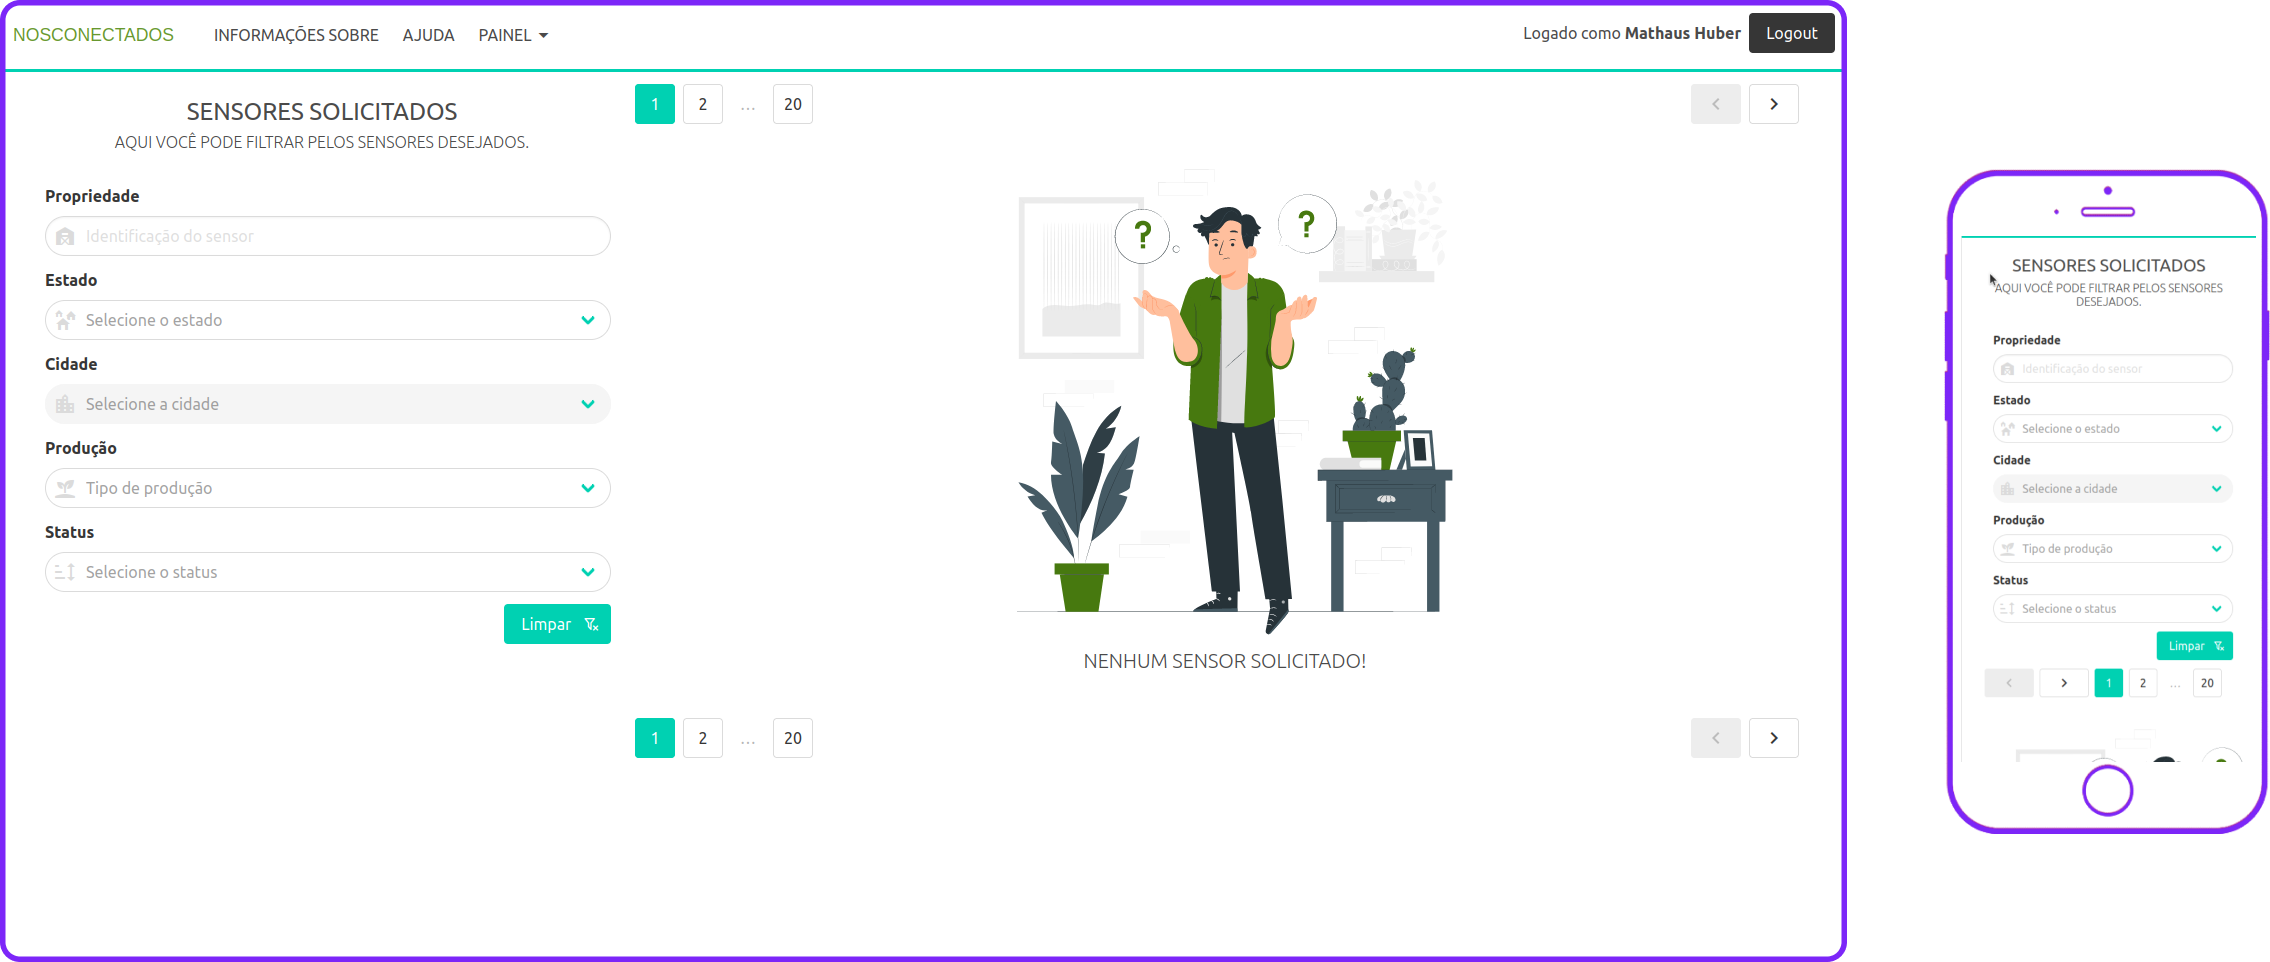 NOSCONECTADOS INFORMAÇÕES SOBRE AJUDA PAINEL Logado como Mathaus Huber Logout
SENSORES SOLICITADOS
AQUI VOCÊ PODE FILTRAR PELOS SENSORES DESEJADOS.
Propriedade
Identificação do sensor
Estado
Selecione o estado
Cidade
Selecione a cidade
Produção
Tipo de produção
Status
Selecione o status
Limpar
1 2 ... 20
? ?
NENHUM SENSOR SOLICITADO!
1 2 ... 20
SENSORES SOLICITADOS
AQUI VOCÊ PODE FILTRAR PELOS SENSORES
DESEJADOS.
Propriedade
Identificação do sensor
Estado
Selecione o estado
Cidade
Selecione a cidade
Produção
Tipo de produção
Status
Selecione o status
Limpar
1 2 ... 20